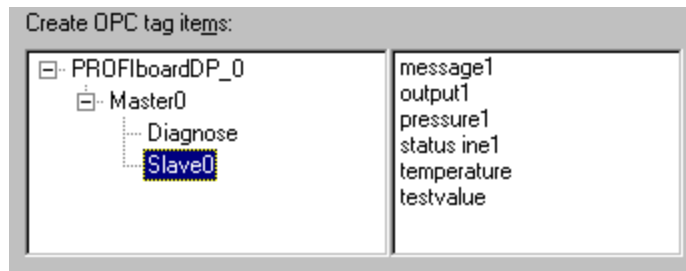 Create OPC tag items:
PROFIboardDP_0
Master0
Diagnose
Slave0
message1
output1
pressure1
status ine1
temperature
testvalue